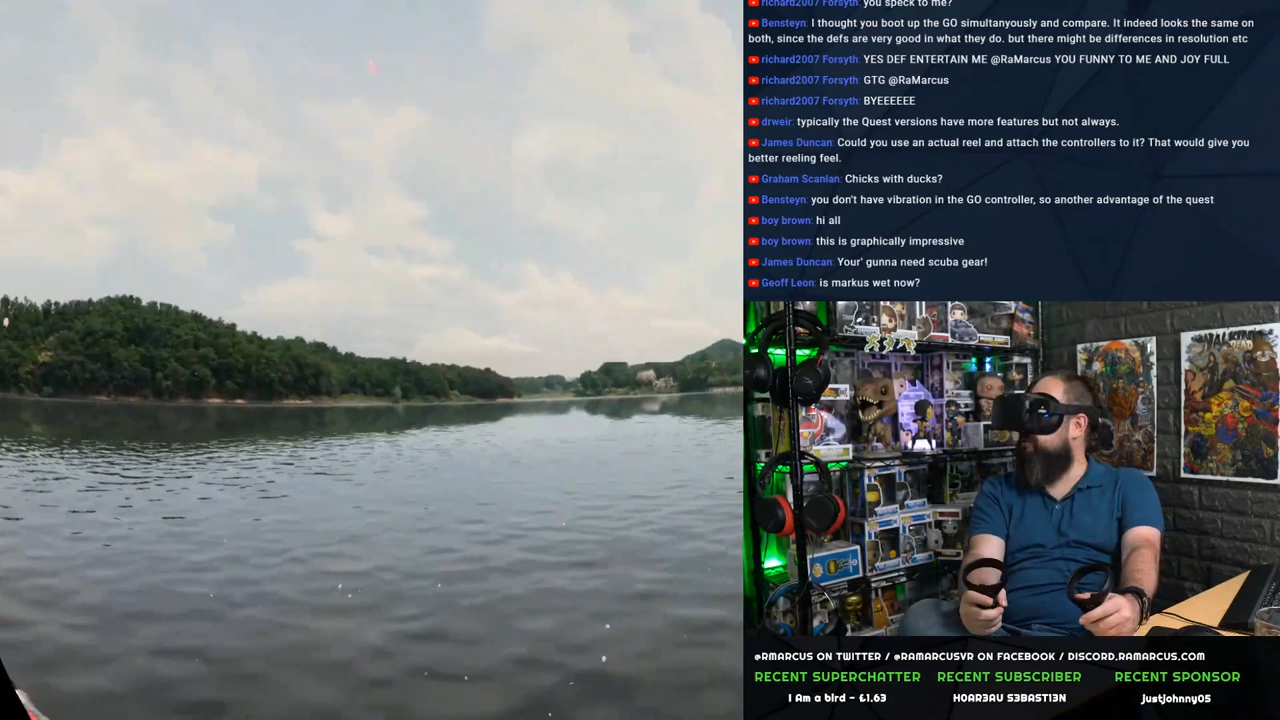 richard2007 Forsyth: you speck to me?
Bensteyn: I thought you boot up the GO simultanyously and compare. It indeed looks the same on
both, since the defs are very good in what they do. but there might be differences in resolution etc
richard2007 Forsyth: YES DEF ENTERTAIN ME @RaMarcus YOU FUNNY TO ME AND JOY FULL
richard2007 Forsyth: GTG @RaMarcus
richard2007 Forsyth: BYEEEEEE
drweir: typically the Quest versions have more features but not always.
James Duncan: Could you use an actual reel and attach the controllers to it? That would give you
better reeling feel.
Graham Scanlan: Chicks with ducks?
Bensteyn: you don't have vibration in the GO controller, so another advantage of the quest
boy brown: hi all
boy brown: this is graphically impressive
James Duncan: Your' gunna need scuba gear!
Geoff Leon: is markus wet now?
@RMARCUS ON TWITTER / @RAMARCUSVR ON FACEBOOK / DISCORD.RAMARCUS.COM
RECENT SUPERCHATTER RECENT SUBSCRIBER RECENT SPONSOR
I Am a bird - £1.63 H0AR3AU S3BAST13N justjohnny05